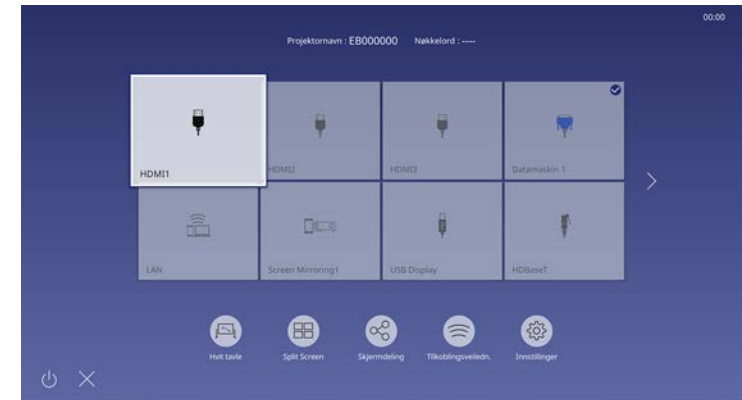 00:00
Projektornavn : EB000000 Nøkkelord : ----
HDMI1 HDMI2 HDMI3 Datamaskin 1
LAN Screen Mirroring1 USB Display HDBaseT
Hvit tavle Split Screen Skjermdeling Tilkoblingsveiledn. Innstillinger